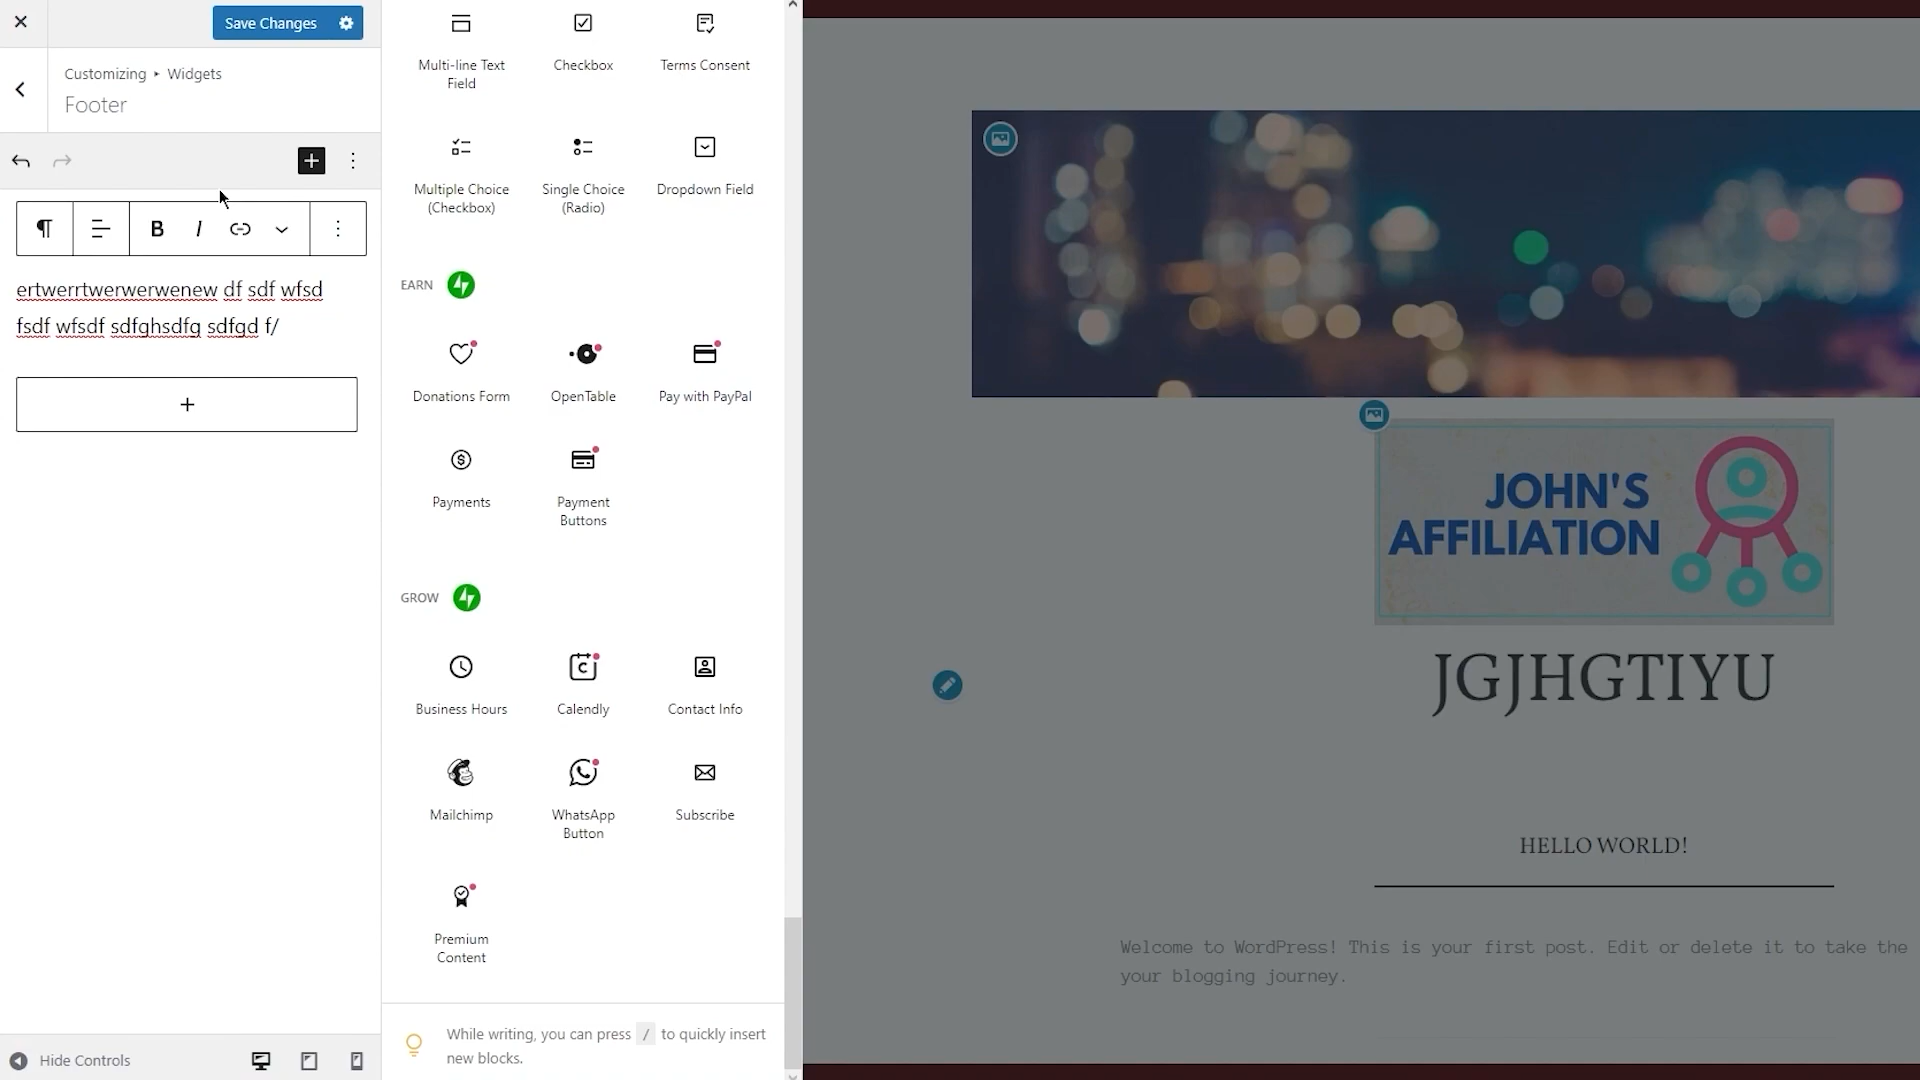 Save Changes
Customizing ▸ Widgets
Footer
B I
ertwerrtwerwerwenew df sdf wfsd
fsdf wfsdf sdfghsdfg sdfgd f/
+
Hide Controls
Multi-line Text
Field
Checkbox
Terms Consent
Multiple Choice
(Checkbox)
Single Choice
(Radio)
Dropdown Field
EARN
Donations Form
OpenTable
Pay with PayPal
Payments
Payment
Buttons
GROW
Business Hours
Calendly
Contact Info
Mailchimp
WhatsApp
Button
Subscribe
Premium
Content
While writing, you can press / to quickly insert
new blocks.
JOHN'S
AFFILIATION
JGJHGTIYU
HELLO WORLD!
Welcome to WordPress! This is your first post. Edit or delete it to take the
your blogging journey.